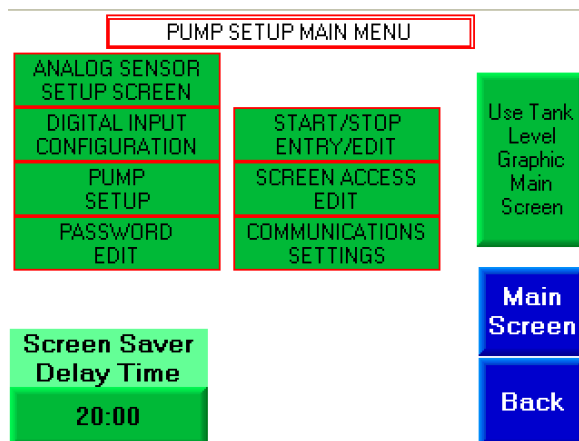 PUMP SETUP MAIN MENU
ANALOG SENSOR
SETUP SCREEN
DIGITAL INPUT
CONFIGURATION
START/STOP
ENTRY/EDIT
PUMP
SETUP
SCREEN ACCESS
EDIT
PASSWORD
EDIT
COMMUNICATIONS
SETTINGS
Use Tank
Level
Graphic
Main
Screen
Main
Screen
Screen Saver
Delay Time
20:00
Back